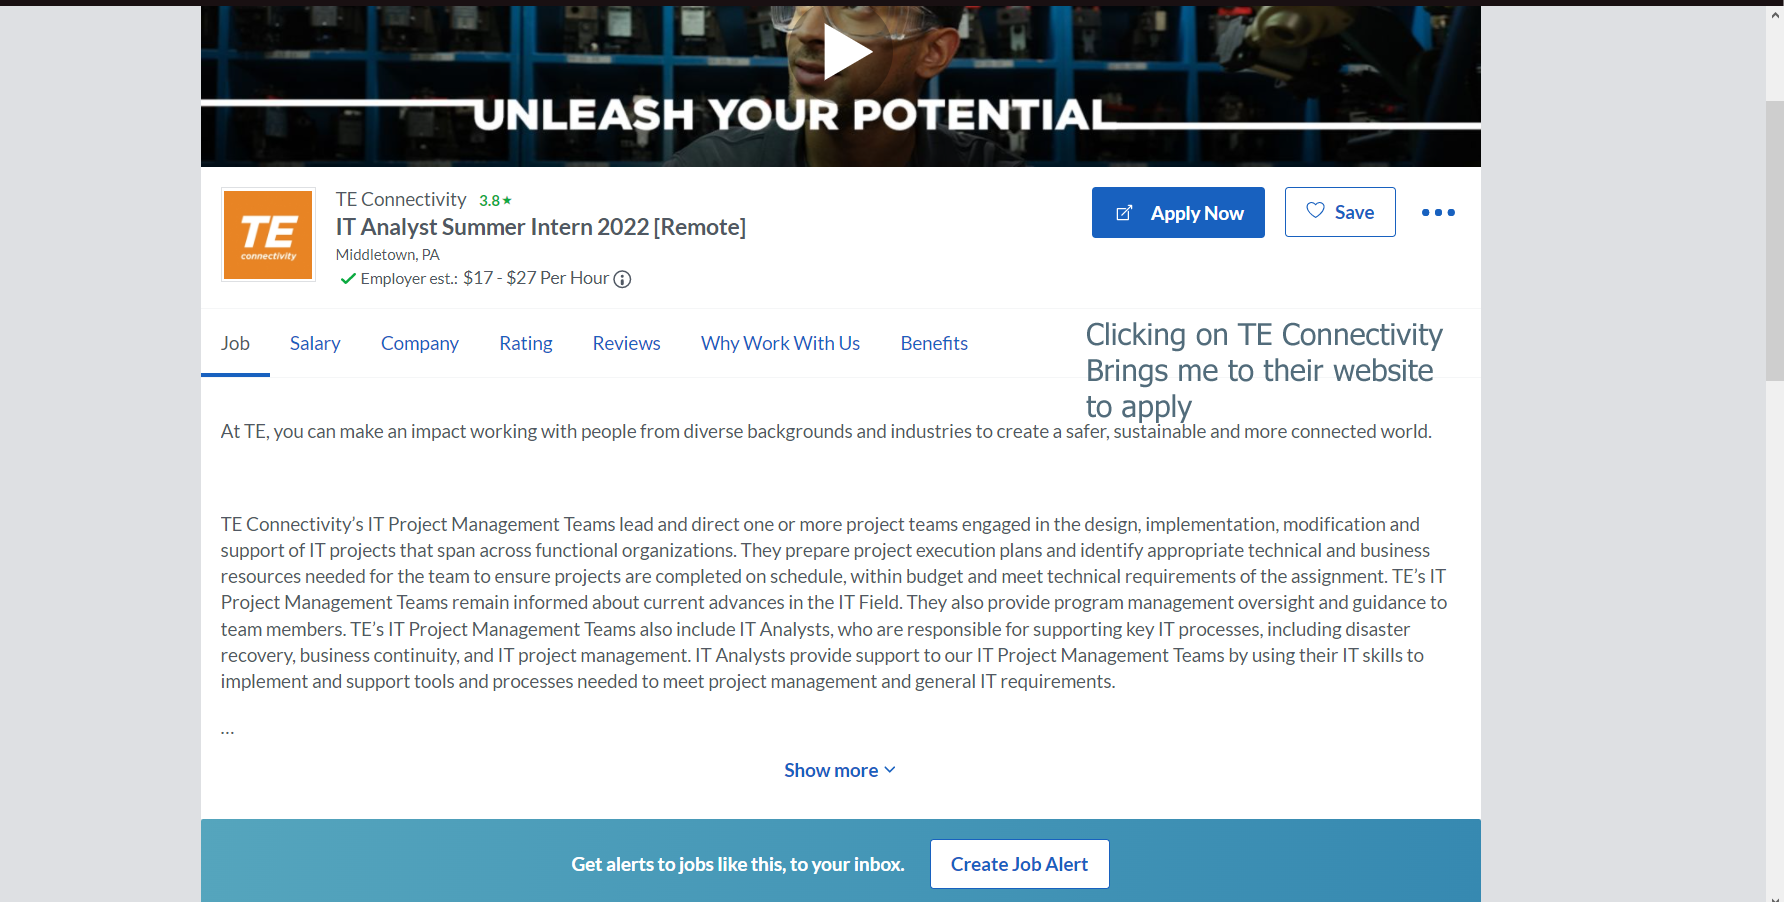 UNLEASH YOUR POTENTIAL
TE
connectivity
TE Connectivity 3.8 ★
IT Analyst Summer Intern 2022 [Remote]
Middletown, PA
Employer est.: $17 - $27 Per Hour
Apply Now
Save
Job Salary Company Rating Reviews Why Work With Us Benefits
Clicking on TE Connectivity
Brings me to their website
to apply
At TE, you can make an impact working with people from diverse backgrounds and industries to create a safer, sustainable and more connected world.
TE Connectivity’s IT Project Management Teams lead and direct one or more project teams engaged in the design, implementation, modification and
support of IT projects that span across functional organizations. They prepare project execution plans and identify appropriate technical and business
resources needed for the team to ensure projects are completed on schedule, within budget and meet technical requirements of the assignment. TE’s IT
Project Management Teams remain informed about current advances in the IT Field. They also provide program management oversight and guidance to
team members. TE’s IT Project Management Teams also include IT Analysts, who are responsible for supporting key IT processes, including disaster
recovery, business continuity, and IT project management. IT Analysts provide support to our IT Project Management Teams by using their IT skills to
implement and support tools and processes needed to meet project management and general IT requirements.
…
Show more
Get alerts to jobs like this, to your inbox.
Create Job Alert